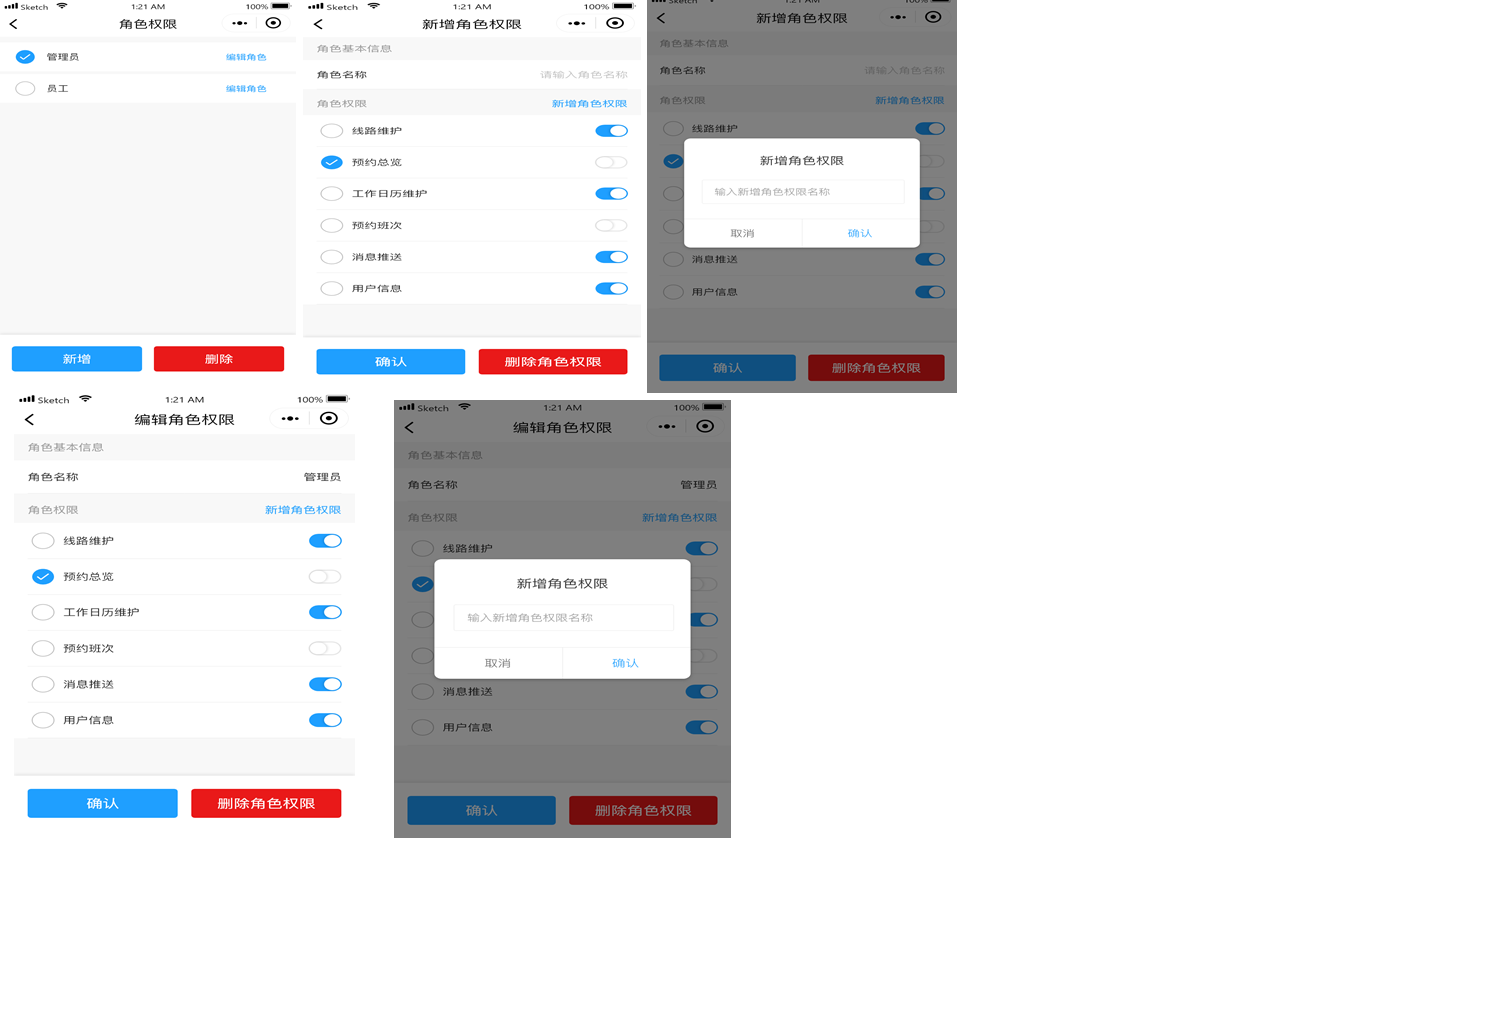 Sketch 1:21 AM 100%
角色权限
管理员 编辑角色
员工 编辑角色
新增 删除
Sketch 1:21 AM 100%
新增角色权限
角色基本信息
角色名称 请输入角色名称
角色权限 新增角色权限
线路维护
预约总览
工作日历维护
预约班次
消息推送
用户信息
确认 删除角色权限
Sketch 1:21 AM 100%
新增角色权限
角色基本信息
角色名称 请输入角色名称
角色权限 新增角色权限
线路维护
新增角色权限
输入新增角色权限名称
取消 确认
消息推送
用户信息
确认 删除角色权限
Sketch 1:21 AM 100%
编辑角色权限
角色基本信息
角色名称 管理员
角色权限 新增角色权限
线路维护
预约总览
工作日历维护
预约班次
消息推送
用户信息
确认 删除角色权限
Sketch 1:21 AM 100%
编辑角色权限
角色基本信息
角色名称 管理员
角色权限 新增角色权限
线路维护
新增角色权限
输入新增角色权限名称
取消 确认
消息推送
用户信息
确认 删除角色权限